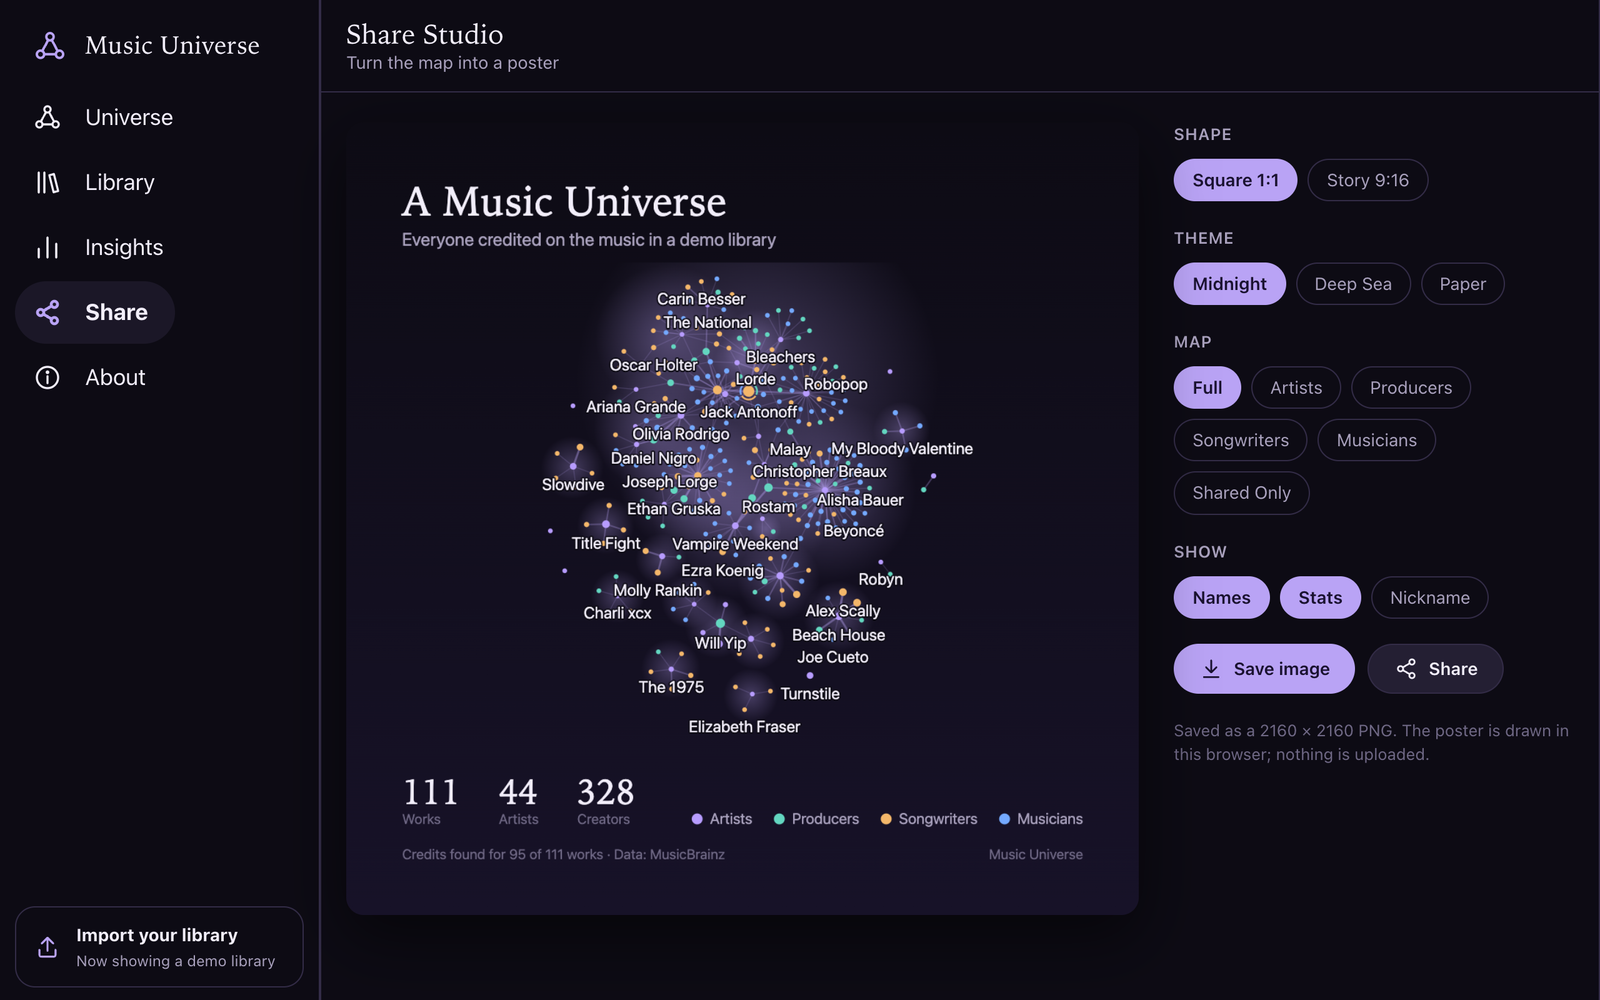 Music Universe
Universe
Library
Insights
Share
About
Import your library
Now showing a demo library
Share Studio
Turn the map into a poster
A Music Universe
Everyone credited on the music in a demo library
Carin Besser
The National
Bleachers
Oscar Holter
Lorde
Robopop
Ariana Grande
Jack Antonoff
Olivia Rodrigo
Malay
My Bloody Valentine
Daniel Nigro
Christopher Breaux
Slowdive
Joseph Lorge
Alisha Bauer
Ethan Gruska
Rostam
Beyoncé
Title Fight
Vampire Weekend
Ezra Koenig
Robyn
Molly Rankin
Charli xcx
Alex Scally
Beach House
Will Yip
Joe Cueto
The 1975
Turnstile
Elizabeth Fraser
111
44
328
Works
Artists
Creators
Artists
Producers
Songwriters
Musicians
Credits found for 95 of 111 works · Data: MusicBrainz
Music Universe
SHAPE
Square 1:1
Story 9:16
THEME
Midnight
Deep Sea
Paper
MAP
Full
Artists
Producers
Songwriters
Musicians
Shared Only
SHOW
Names
Stats
Nickname
Save image
Share
Saved as a 2160 × 2160 PNG. The poster is drawn in
this browser; nothing is uploaded.